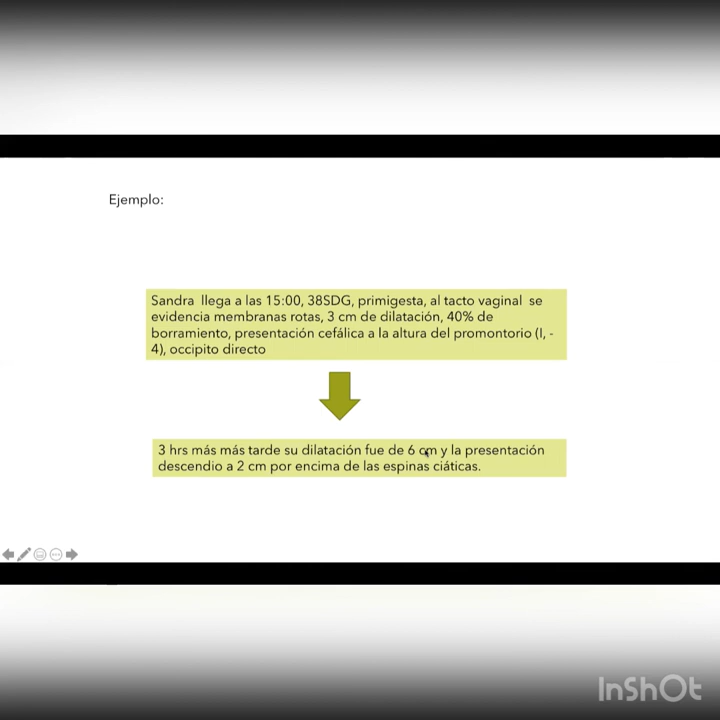 Ejemplo:
Sandra llega a las 15:00, 38SDG, primigesta, al tacto vaginal se
evidencia membranas rotas, 3 cm de dilatación, 40% de
borramiento, presentación cefálica a la altura del promontorio (I, -
4), occipito directo
3 hrs más más tarde su dilatación fue de 6 cm y la presentación
descendio a 2 cm por encima de las espinas ciáticas.
InShOt